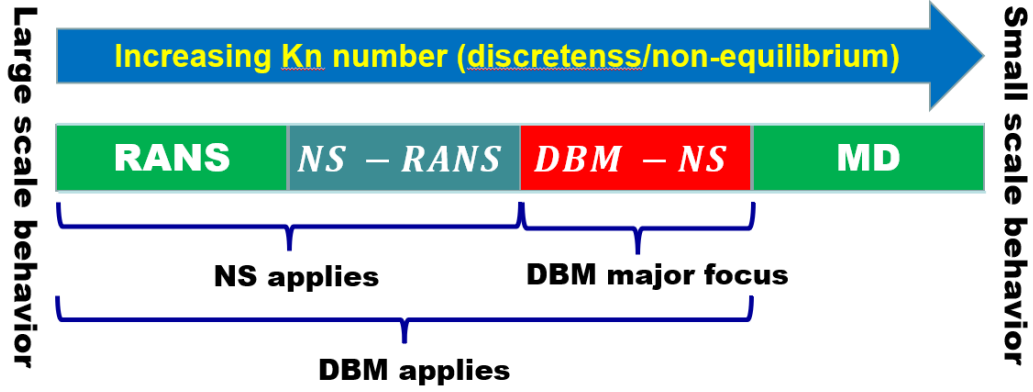 Large scale behavior
Increasing Kn number (discretenss/non-equilibrium)
Small scale behavior
RANS
NS - RANS
DBM - NS
MD
NS applies
DBM major focus
DBM applies